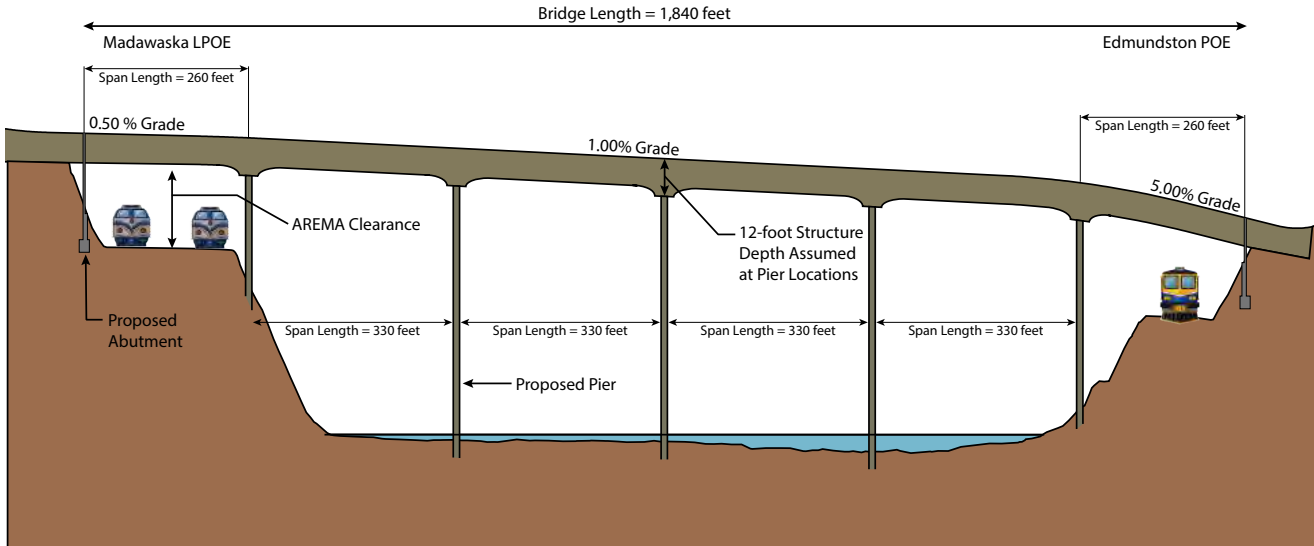 Bridge Length = 1,840 feet
Madawaska LPOE
Edmundston POE
Span Length = 260 feet
Span Length = 260 feet
0.50 % Grade
1.00% Grade
5.00% Grade
AREMA Clearance
12-foot Structure
Depth Assumed
at Pier Locations
Proposed
Abutment
Span Length = 330 feet
Span Length = 330 feet
Span Length = 330 feet
Span Length = 330 feet
Proposed Pier